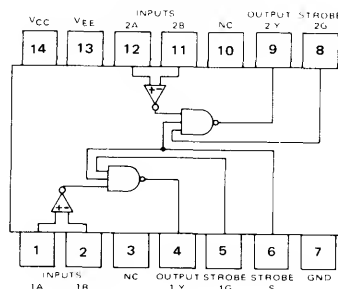 INPUTS OUTPUT STROBE
VCC VEE 2A 2B NC 2Y 2G
14 13 12 11 10 9 8
+ -
+ -
1 2 3 4 5 6 7
INPUTS NC OUTPUT STROBE STROBE GND
1A 1B 1Y 1G S